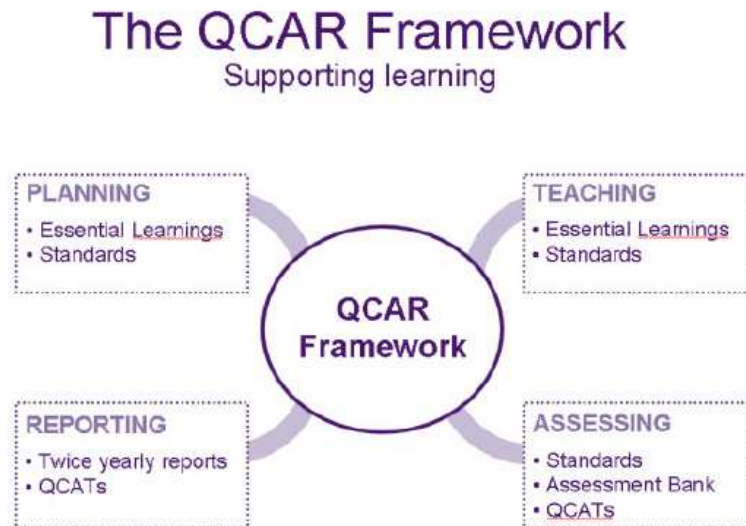 The QCAR Framework
Supporting learning
PLANNING
• Essential Learnings
• Standards
TEACHING
• Essential Learnings
• Standards
QCAR
Framework
REPORTING
• Twice yearly reports
• QCATs
ASSESSING
• Standards
• Assessment Bank
• QCATs